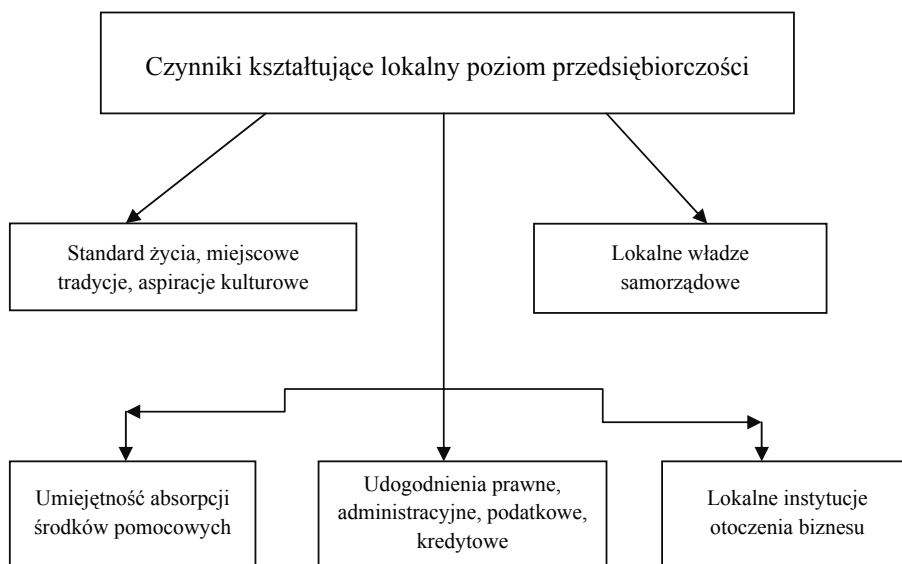 Czynniki kształtujące lokalny poziom przedsiębiorczości
Standard życia, miejscowe
tradycje, aspiracje kulturowe
Lokalne władze
samorządowe
Umiejętność absorpcji
środków pomocowych
Udogodnienia prawne,
administracyjne, podatkowe,
kredytowe
Lokalne instytucje
otoczenia biznesu